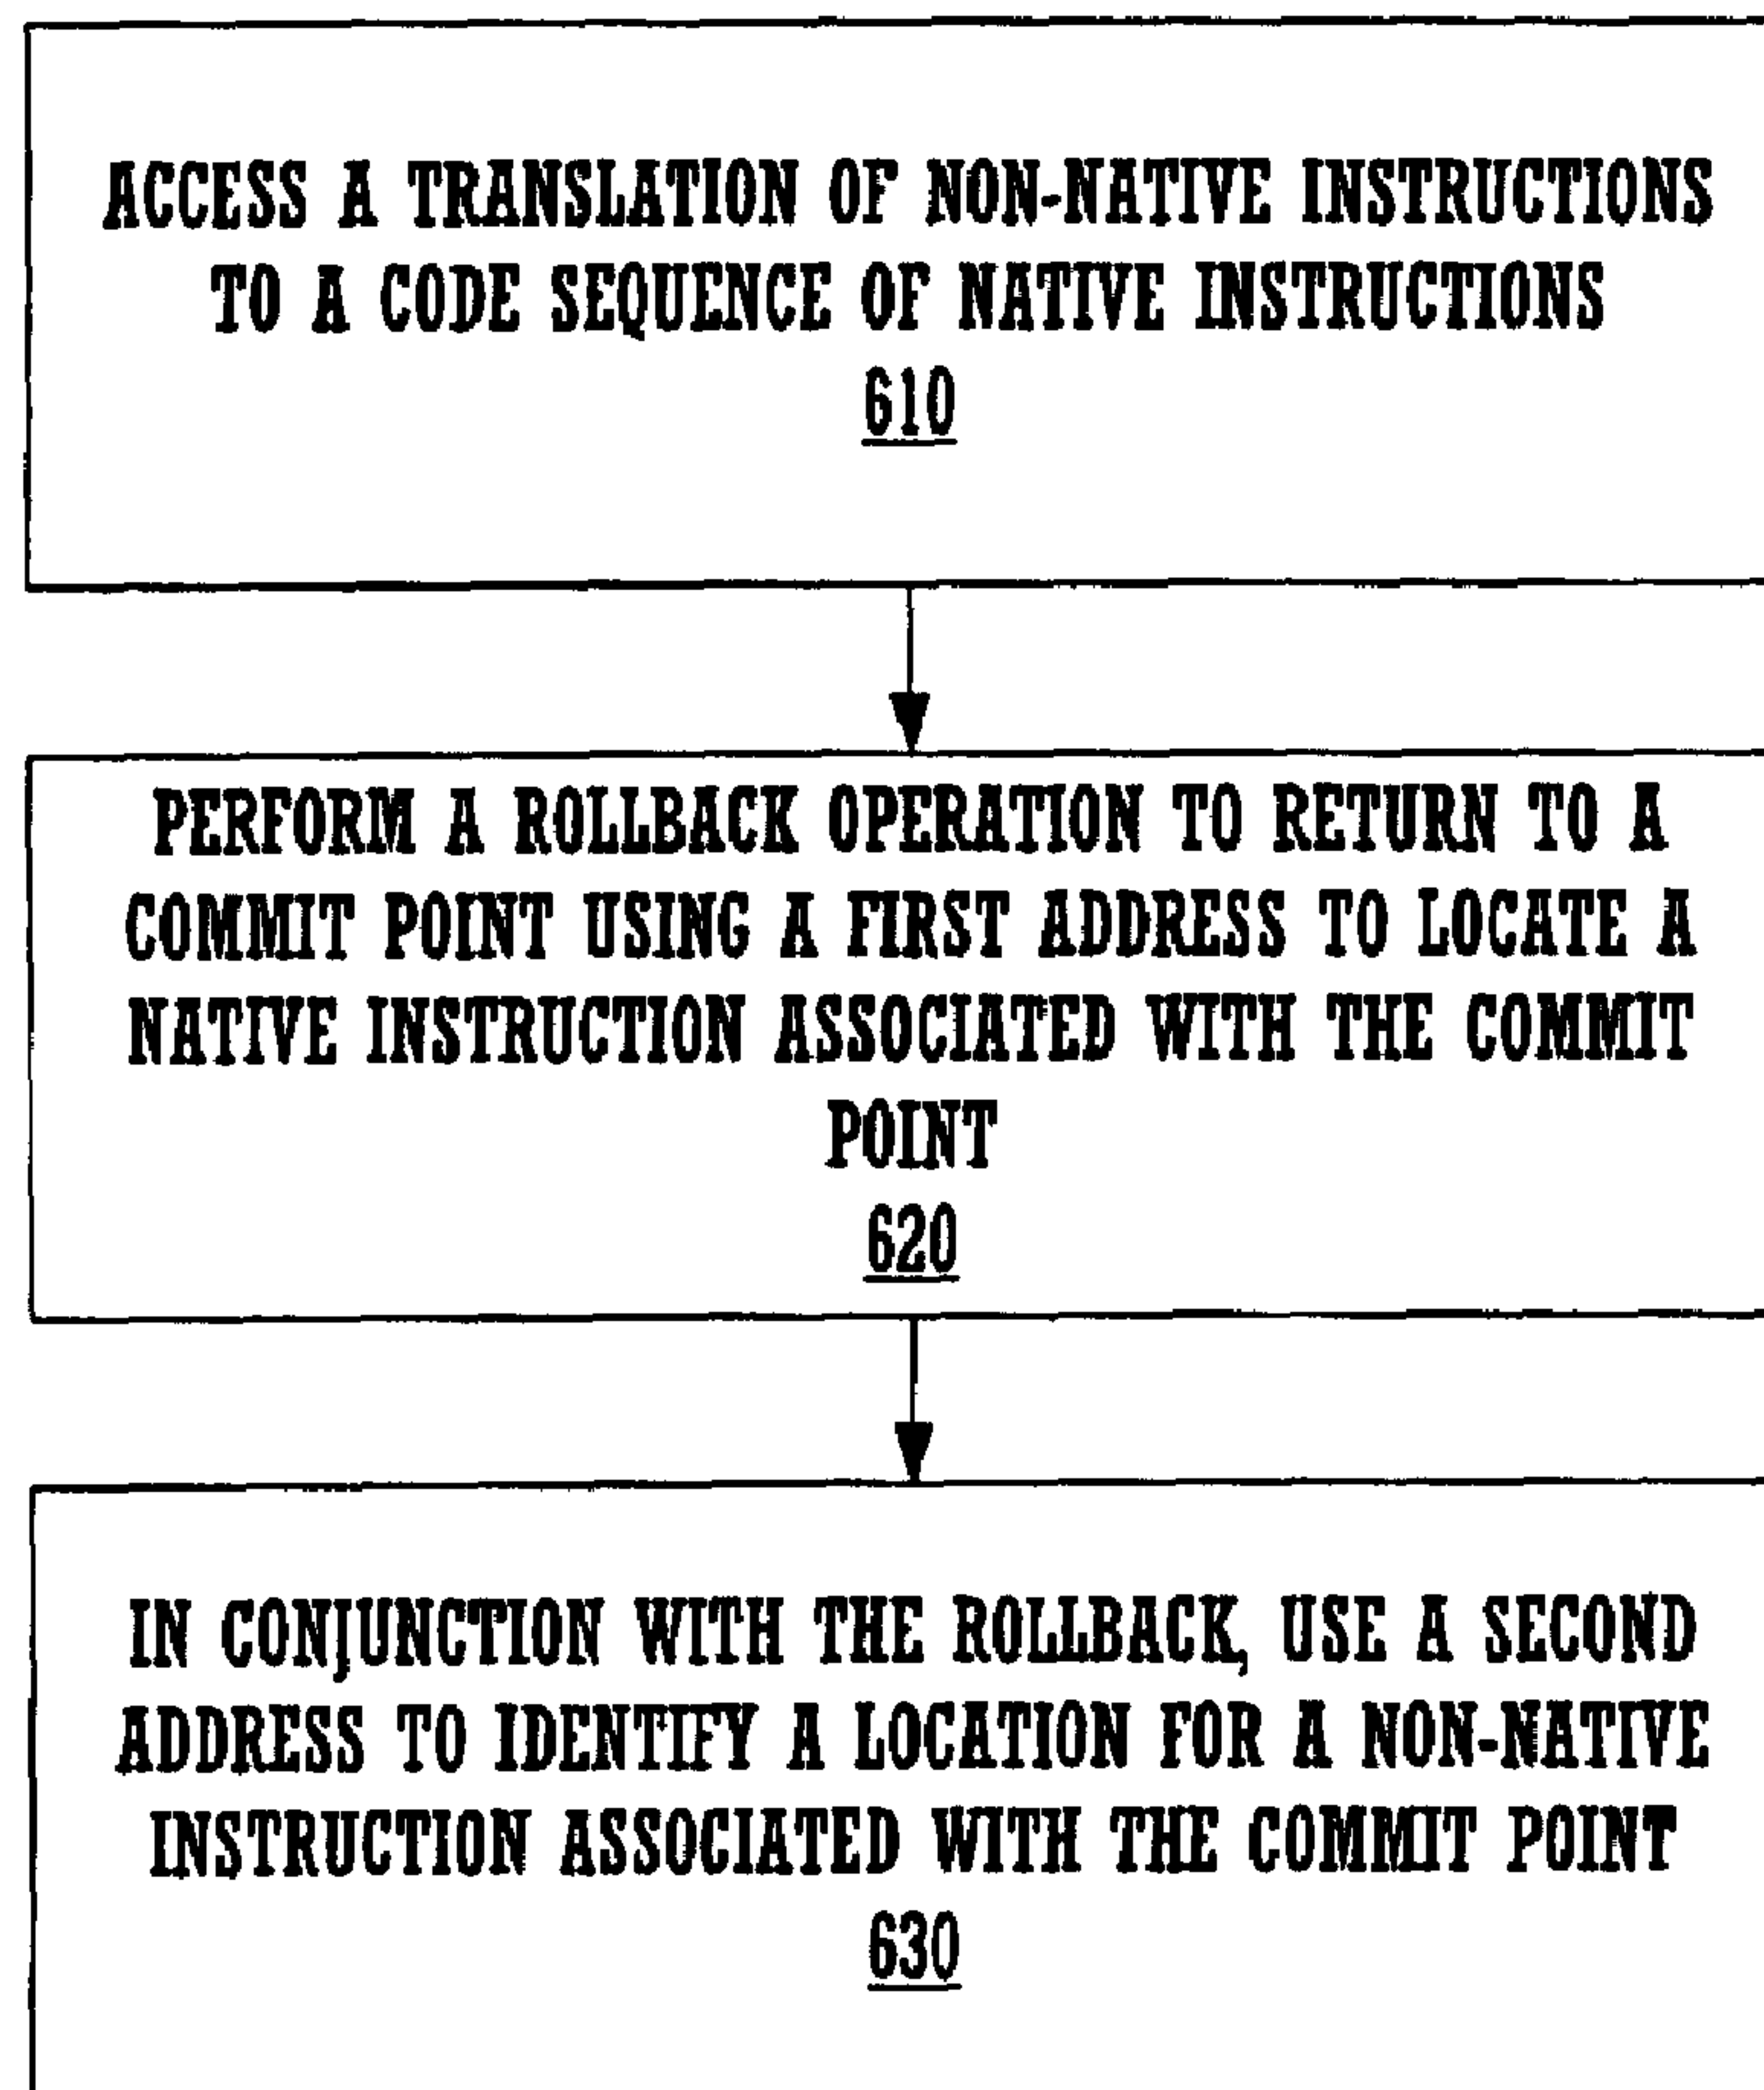 ACCESS A TRANSLATION OF NON-NATIVE INSTRUCTIONS
TO A CODE SEQUENCE OF NATIVE INSTRUCTIONS
610
PERFORM A ROLLBACK OPERATION TO RETURN TO A
COMMIT POINT USING A FIRST ADDRESS TO LOCATE A
NATIVE INSTRUCTION ASSOCIATED WITH THE COMMIT
POINT
620
IN CONJUNCTION WITH THE ROLLBACK, USE A SECOND
ADDRESS TO IDENTIFY A LOCATION FOR A NON-NATIVE
INSTRUCTION ASSOCIATED WITH THE COMMIT POINT
630